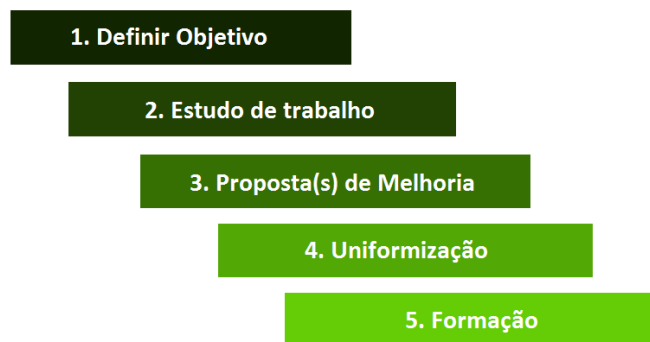 1. Definir Objetivo
2. Estudo de trabalho
3. Proposta(s) de Melhoria
4. Uniformização
5. Formação